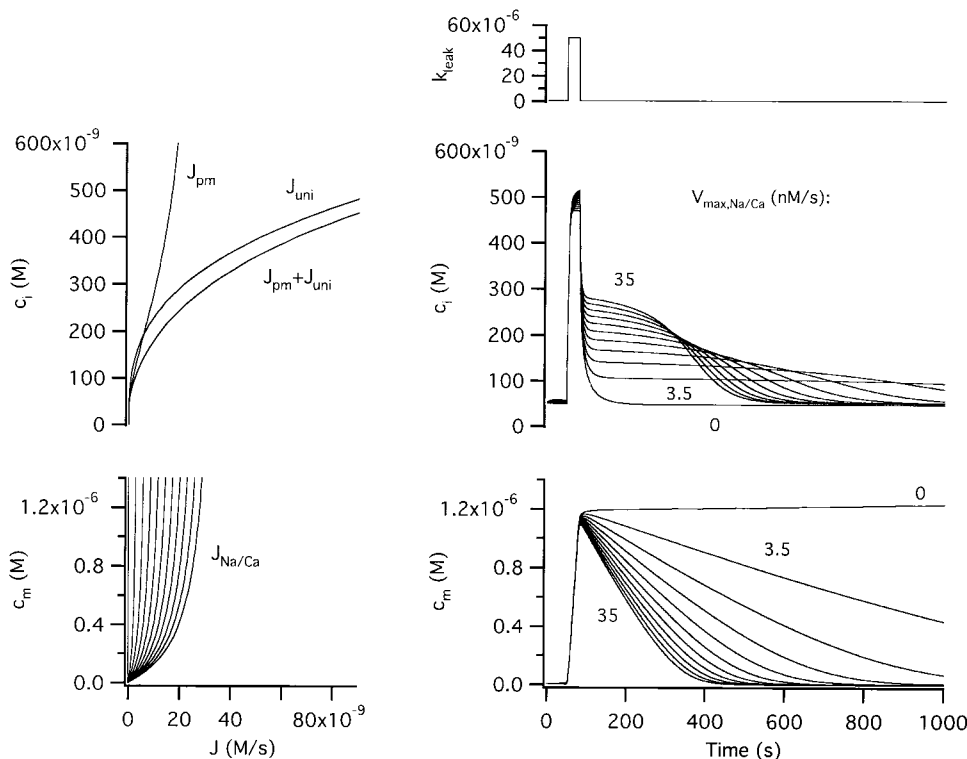 600x10⁻⁹
500
400
300
200
100
0
c_i (M)
J_pm
J_uni
J_pm+J_uni
1.2x10⁻⁶
0.8
0.4
0.0
c_m (M)
J_Na/Ca
0 20 40 80x10⁻⁹
J (M/s)
60x10⁻⁶
40
20
0
k_leak
600x10⁻⁹
500
400
300
200
100
0
c_i (M)
V_max,Na/Ca (nM/s):
35
3.5
0
1.2x10⁻⁶
0.8
0.4
0.0
c_m (M)
0
3.5
35
0 200 400 600 800 1000
Time (s)